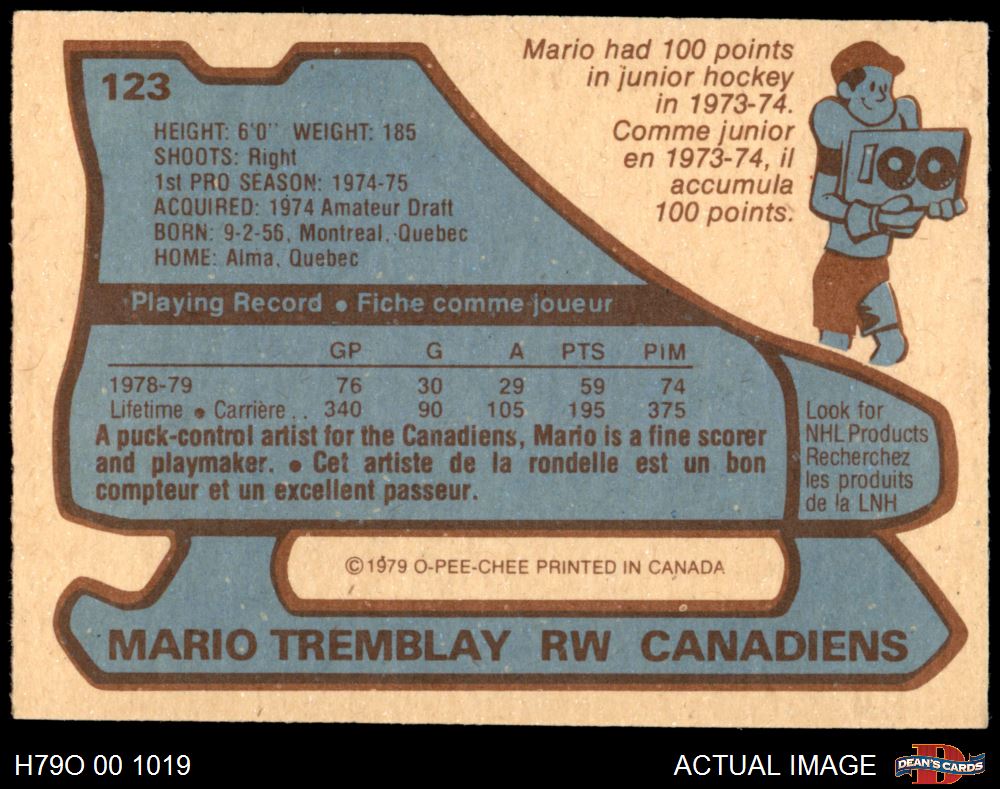 123
HEIGHT: 6'0" WEIGHT: 185
SHOOTS: Right
1st PRO SEASON: 1974-75
ACQUIRED: 1974 Amateur Draft
BORN: 9-2-56, Montreal, Quebec
HOME: Alma, Quebec
Mario had 100 points
in junior hockey
in 1973-74.
Comme junior
en 1973-74, il
accumula
100 points.
100
Playing Record • Fiche comme joueur
GP G A PTS PIM
1978-79 76 30 29 59 74
Lifetime • Carrière .. 340 90 105 195 375
A puck-control artist for the Canadiens, Mario is a fine scorer
and playmaker. • Cet artiste de la rondelle est un bon
compteur et un excellent passeur.
Look for
NHL Products
Recherchez
les produits
de la LNH
©1979 O-PEE-CHEE PRINTED IN CANADA
MARIO TREMBLAY RW CANADIENS
H79O 00 1019
ACTUAL IMAGE
D
DEAN'S CARDS